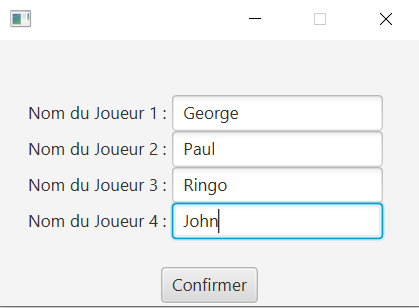 Nom du Joueur 1 : George
Nom du Joueur 2 : Paul
Nom du Joueur 3 : Ringo
Nom du Joueur 4 : John
Confirmer